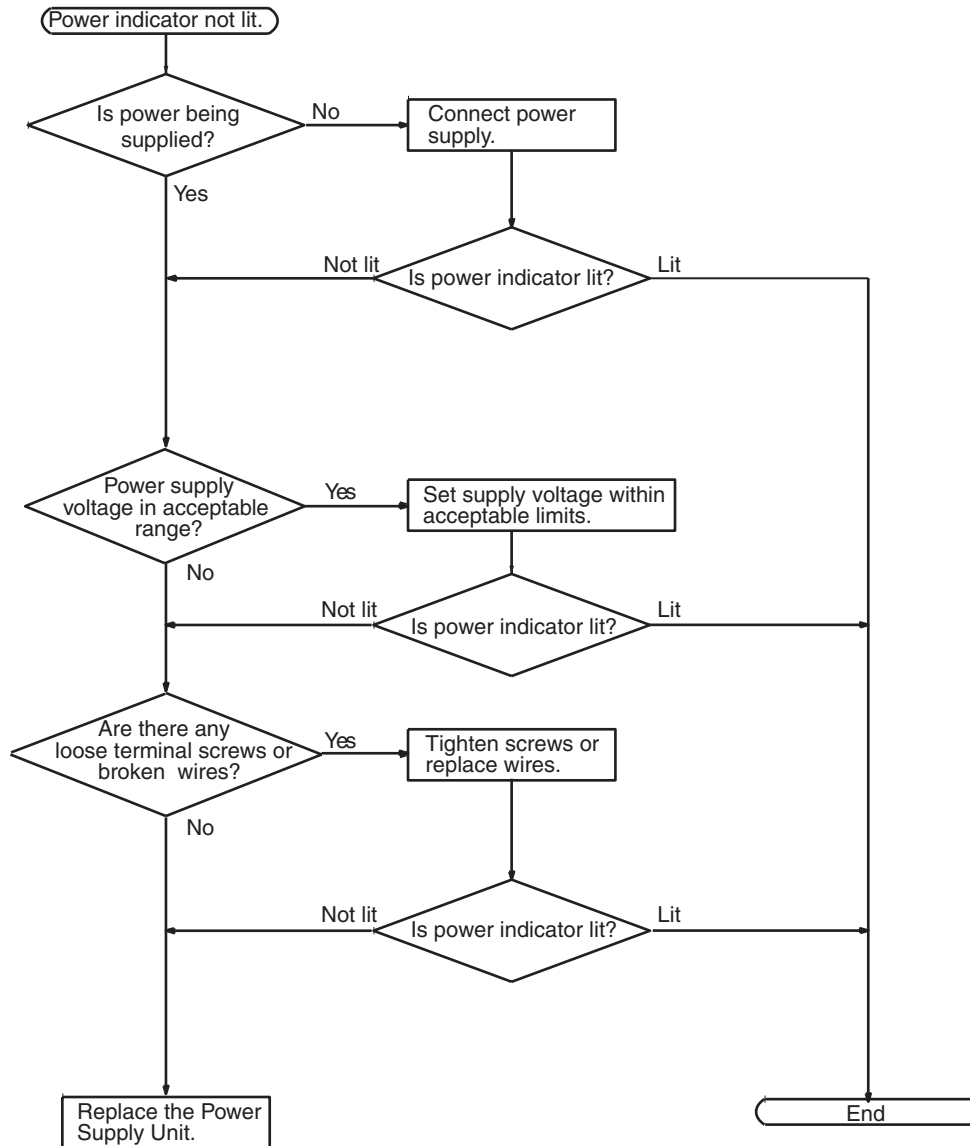 Power indicator not lit.
Is power being
supplied?
No
Connect power
supply.
Yes
Not lit
Is power indicator lit?
Lit
Power supply
voltage in acceptable
range?
Yes
Set supply voltage within
acceptable limits.
No
Not lit
Is power indicator lit?
Lit
Are there any
loose terminal screws or
broken wires?
Yes
Tighten screws or
replace wires.
No
Not lit
Is power indicator lit?
Lit
Replace the Power
Supply Unit.
End